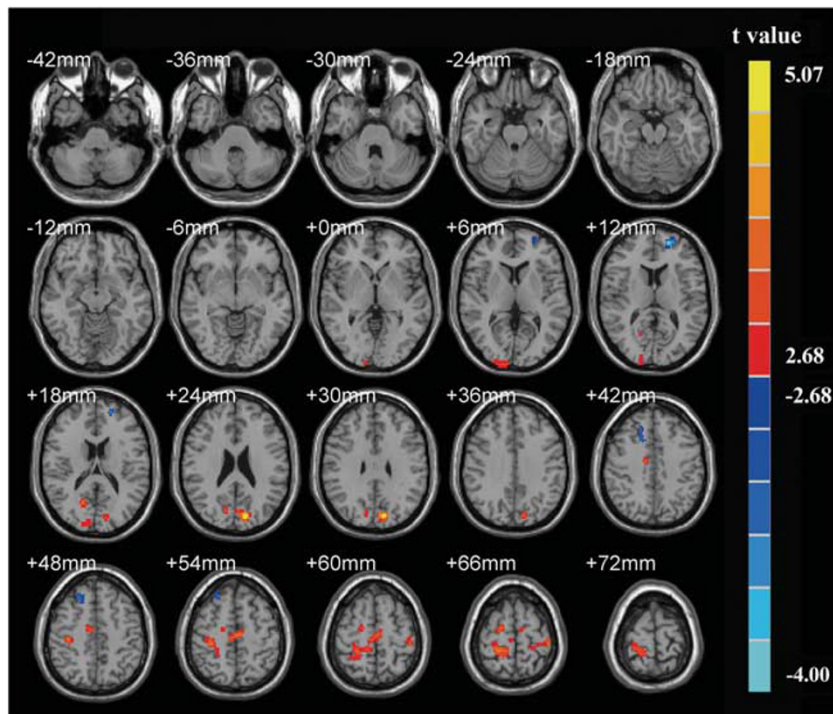 t value
-42mm -36mm -30mm -24mm -18mm
5.07
-12mm -6mm +0mm +6mm +12mm
2.68
-2.68
+18mm +24mm +30mm +36mm +42mm
+48mm +54mm +60mm +66mm +72mm
-4.00